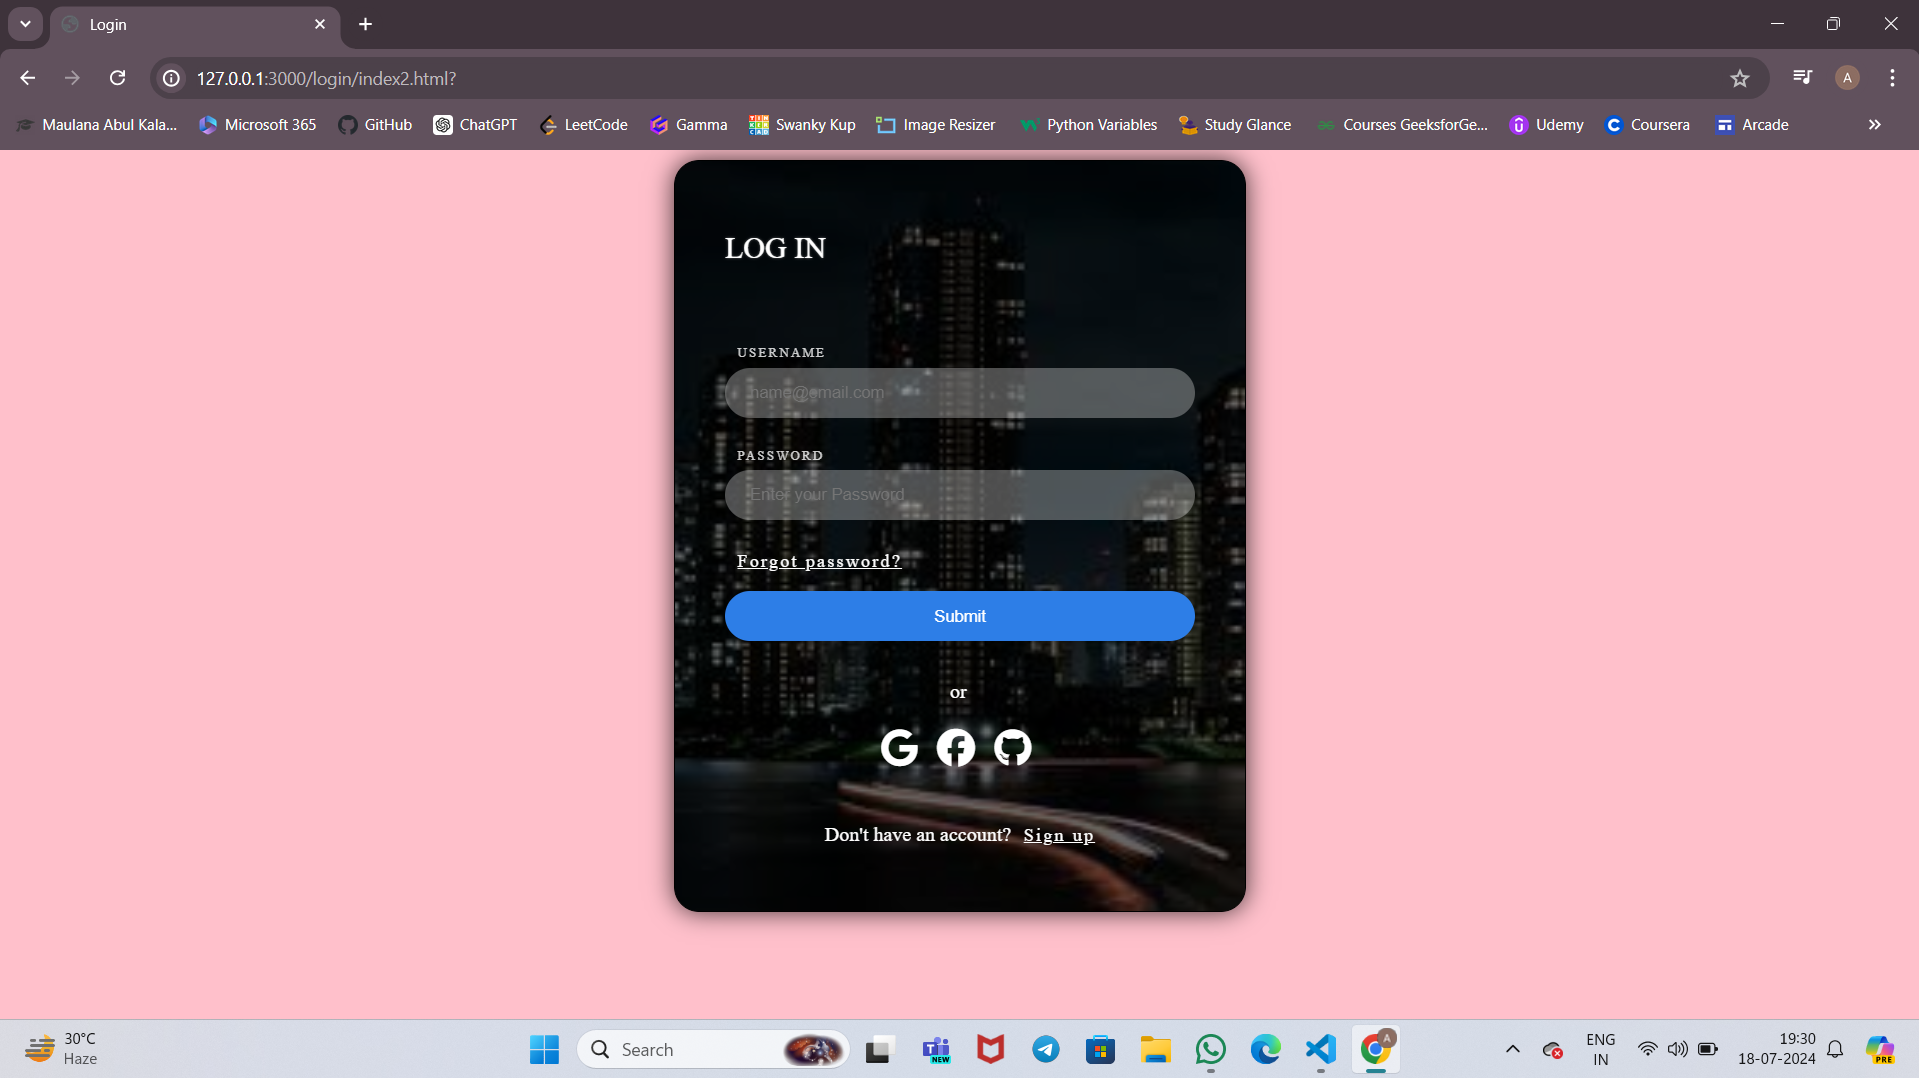 Login
127.0.0.1:3000/login/index2.html?
A
Maulana Abul Kala... Microsoft 365 GitHub ChatGPT LeetCode Gamma Swanky Kup Image Resizer Python Variables Study Glance Courses GeeksforGe... Udemy Coursera Arcade
LOG IN
USERNAME
name@email.com
PASSWORD
Enter your Password
Forgot password?
Submit
or
Don't have an account? Sign up
30°C
Haze
Search
NEW
A
ENG
IN
19:30
18-07-2024
PRE